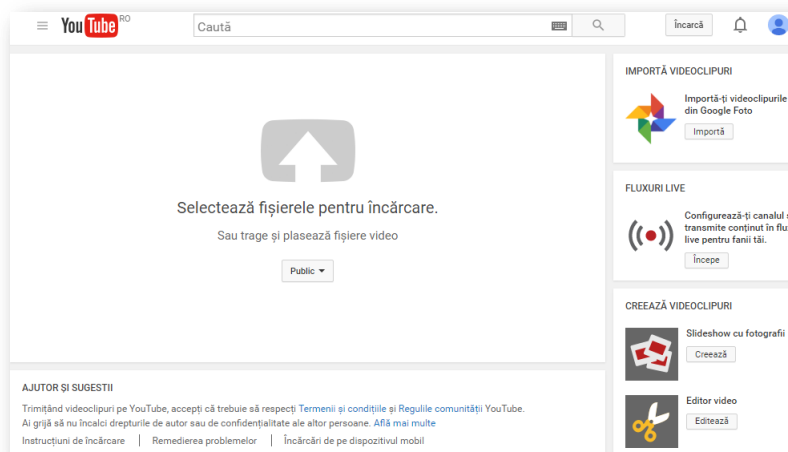 YouTube RO
Caută
Încarcă
Selectează fișierele pentru încărcare.
Sau trage și plasează fișiere video
Public
IMPORTĂ VIDEOCLIPURI
Importă-ți videoclipurile
din Google Foto
Importă
FLUXURI LIVE
Configurează-ți canalul
transmite conținut în
live pentru fanii tăi.
Începe
CREEAZĂ VIDEOCLIPURI
Slideshow cu fotografii
Creează
Editor video
Editează
AJUTOR ȘI SUGESTII
Trimițând videoclipuri pe YouTube, accepți că trebuie să respecți Termenii și condițiile și Regulile comunității YouTube.
Ai grijă să nu încalci drepturile de autor sau de confidențialitate ale altor persoane. Află mai multe
Instrucțiuni de încărcare | Remedierea problemelor | Încărcări de pe dispozitivul mobil